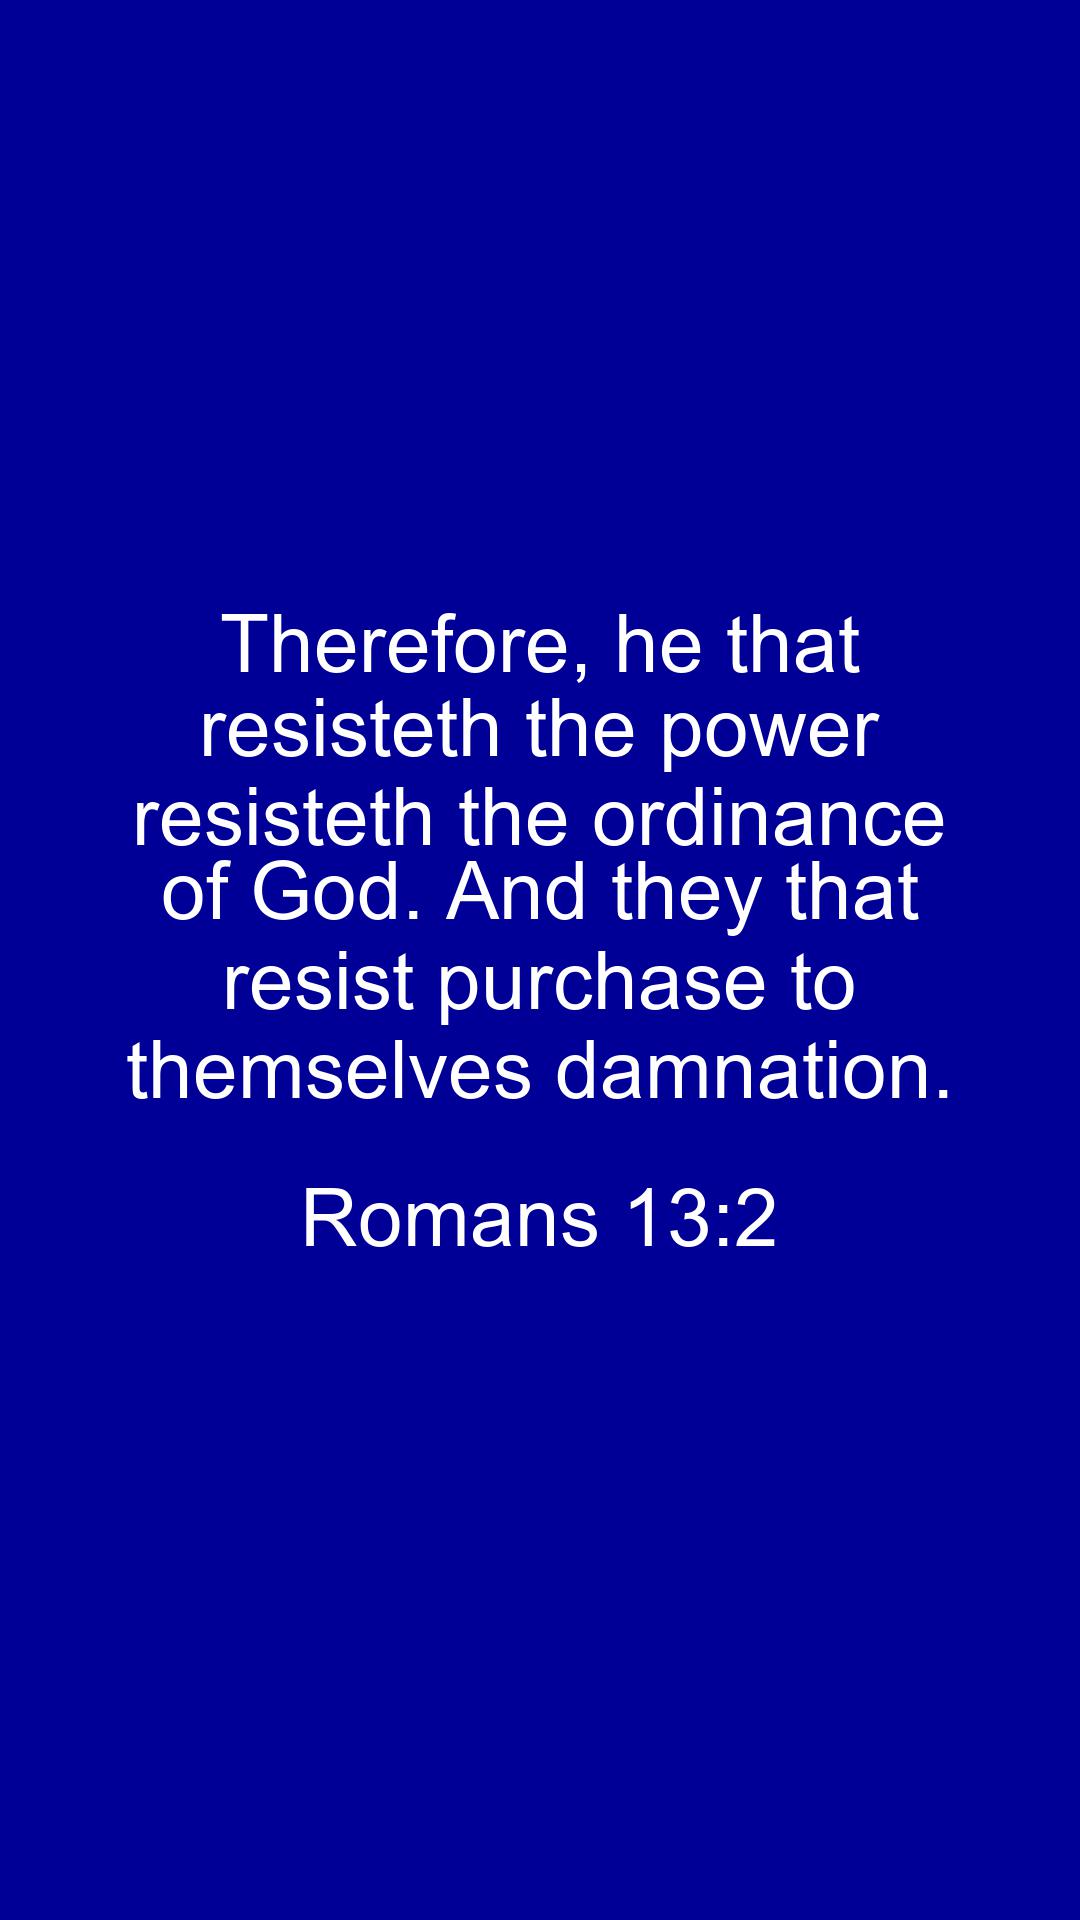 Therefore, he that
resisteth the power
resisteth the ordinance
of God. And they that
resist purchase to
themselves damnation.
Romans 13:2